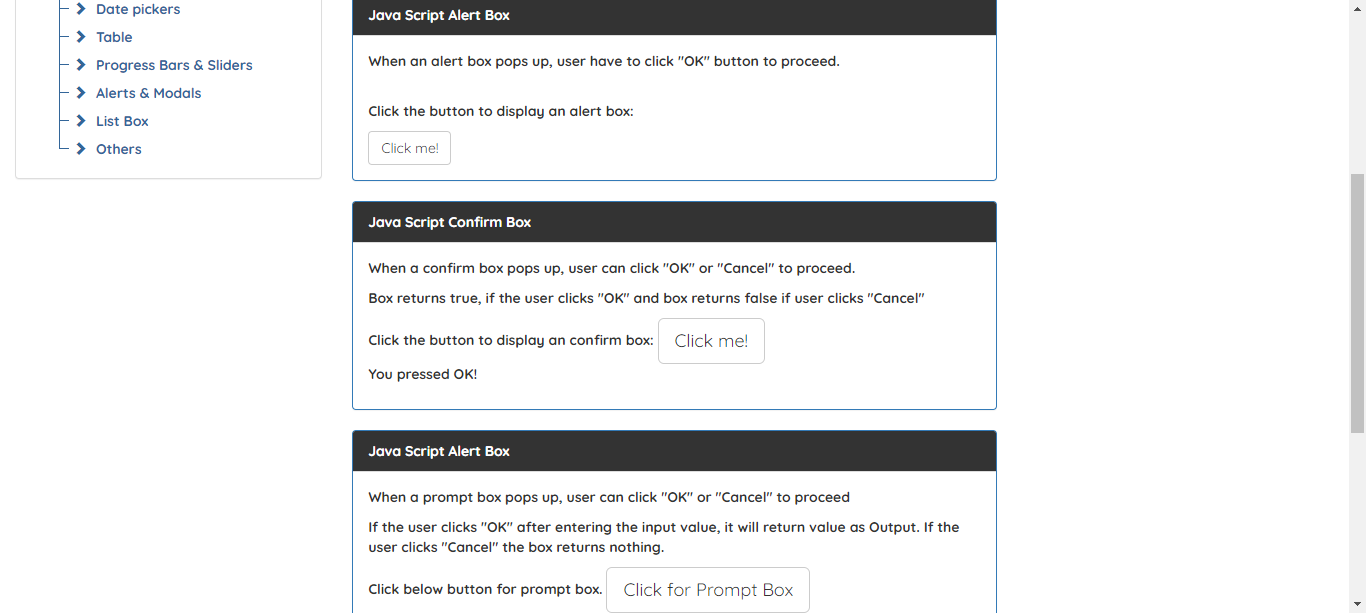 Date pickers
Table
Progress Bars & Sliders
Alerts & Modals
List Box
Others
Java Script Alert Box
When an alert box pops up, user have to click "OK" button to proceed.
Click the button to display an alert box:
Click me!
Java Script Confirm Box
When a confirm box pops up, user can click "OK" or "Cancel" to proceed.
Box returns true, if the user clicks "OK" and box returns false if user clicks "Cancel"
Click the button to display an confirm box: Click me!
You pressed OK!
Java Script Alert Box
When a prompt box pops up, user can click "OK" or "Cancel" to proceed
If the user clicks "OK" after entering the input value, it will return value as Output. If the
user clicks "Cancel" the box returns nothing.
Click below button for prompt box. Click for Prompt Box